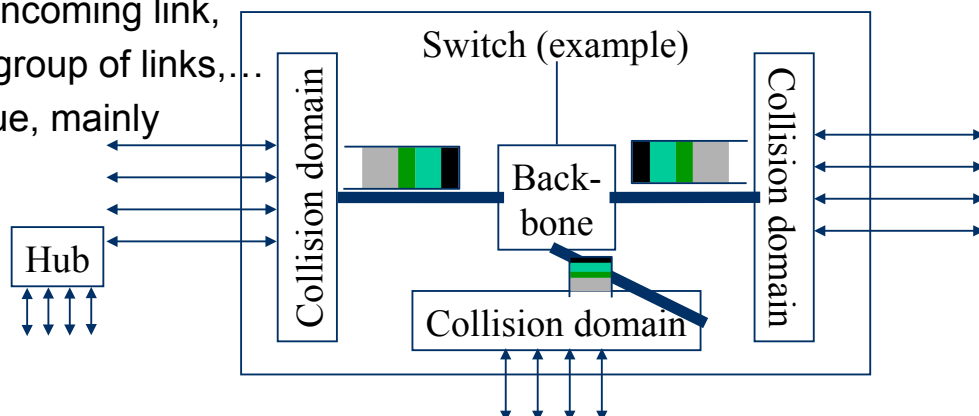 ncoming link,
group of links,…
ue, mainly
Switch (example)
Collision domain
Back-
bone
Collision domain
Hub
Collision domain